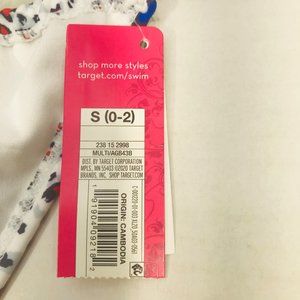 shop more styles
target.com/swim
S (0-2)
238 15 2998
MULTI/AGB43B
DIST. BY TARGET CORPORATION
MPLS., MN 55403 ©2020 TARGET
BRANDS, INC. SHOP TARGET.COM
ORIGIN: CAMBODIA